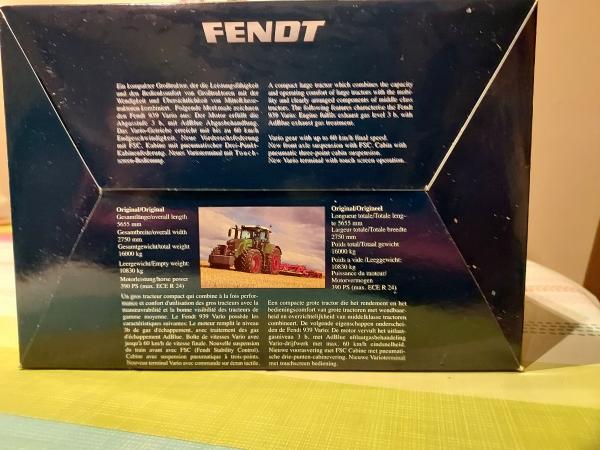 FENDT
Ein kompakter Großtraktor, der die Leistungsfähigkeit
und den Bedienkomfort von Großtraktoren mit der
Wendigkeit und Übersichtlichkeit von Mittelklasse-
traktoren kombiniert. Folgende Merkmale zeichnen
den Fendt 939 Vario aus: Der Motor erfüllt die
Abgasstufe 3 b, mit AdBlue Abgasbehandlung.
Das Vario-Getriebe erreicht mit bis zu 60 km/h
Endgeschwindigkeit. Neue Vorderachsfederung
mit FSC. Kabine mit pneumatischer Drei-Punkt-
Kabinenfederung. Neues Varioterminal mit Touch-
screen-Bedienung.
A compact large tractor which combines the capacity
and operating comfort of large tractors with the mobi-
lity and clearly arranged components of middle class
tractors. The following features characterise the Fendt
939 Vario: Engine fulfils exhaust gas level 3 b, with
AdBlue exhaust gas treatment.
Vario gear with up to 60 km/h final speed.
New front axle suspension with FSC. Cabin with
pneumatic three-point cabin suspension.
New Vario terminal with touch screen operation.
Original/Original
Gesamtlänge/overall length
5655 mm
Gesamtbreite/overall width
2750 mm
Gesamtgewicht/total weight
16000 kg
Leergewicht/Empty weight:
10830 kg
Motorleistung/horse power
390 PS (max. ECE R 24)
Original/Origineel
Longueur totale/Totale leng-
te 5655 mm
Largeur totale/Totale breedte
2750 mm
Poids total/Totaal gewicht
16000 kg
Poids a vide /Leeggewicht:
10830 kg
Puissance du moteur/
Motorvermogen
390 PS (max. ECE R 24)
Un gros tracteur compact qui combine à la fois perfor-
mance et confort d'utilisation des gros tracteurs avec la
manœuvrabilité et la bonne visibilité des tracteurs de
gamme moyenne. Le Fendt 939 Vario possède les
caractéristiques suivantes: Le moteur remplit le niveau
3b de gaz d'échappement, avec traitement des gaz
d'échappement AdBlue. Boîte de vitesses Vario avec
jusqu'à 60 km/h de vitesse finale. Nouvelle suspension
du train avant avec FSC (Fendt Stability Control).
Cabine avec suspension pneumatique à trois-points.
Nouveau terminal Vario avec commande sur écran tactile.
Een compacte grote tractor die het rendement en het
bedieningscomfort van grote tractoren met wendbaar-
heid en overzichtelijkheid van middelklasse tractoren
combineert. De volgende eigenschappen onderschei-
den de Fendt 939 Vario: De motor vervult het uitlaat-
gasniveau 3 b, met AdBlue uitlaatgasbehandeling
Vario-drijfwerk met max. 60 km/h eindsnelheid.
Nieuwe vooraxvering met FSC Cabine met pneumati-
sche drie-punten-cabinevering. Nieuwe Varioterminal
met touchscreen bediening.